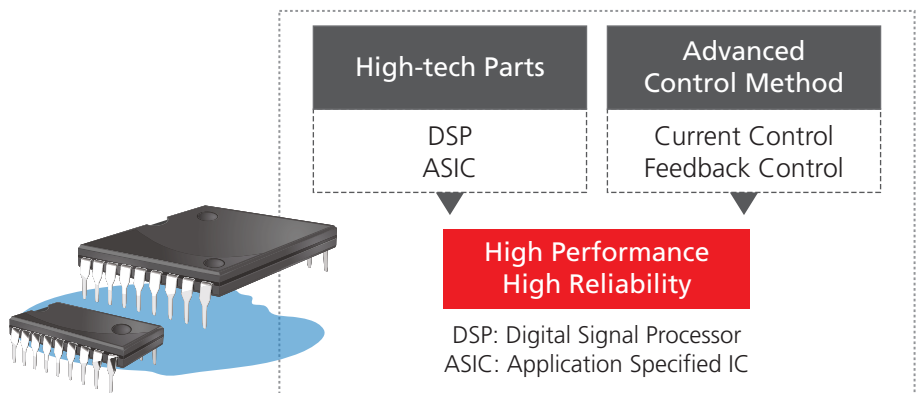 High-tech Parts
DSP
ASIC
Advanced
Control Method
Current Control
Feedback Control
High Performance
High Reliability
DSP: Digital Signal Processor
ASIC: Application Specified IC